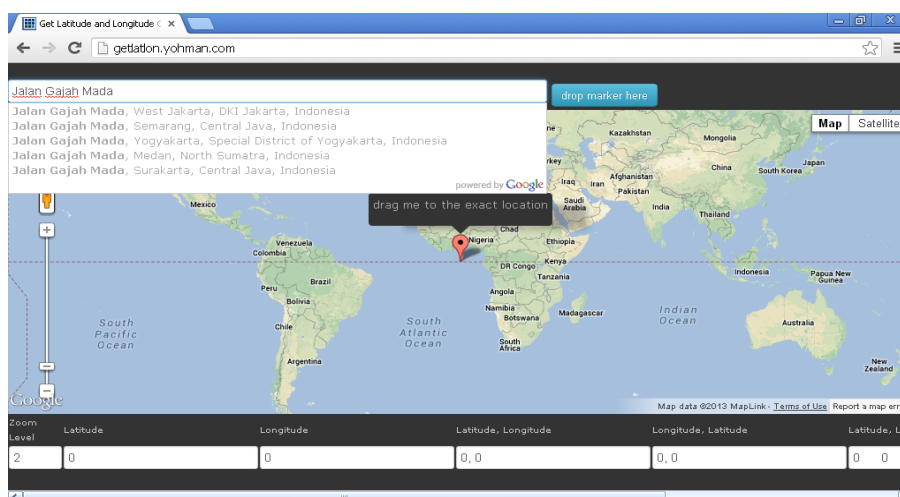 Get Latitude and Longitude
getlatlon.yohman.com
Jalan Gajah Mada
drop marker here
Jalan Gajah Mada, West Jakarta, DKI Jakarta, Indonesia
Jalan Gajah Mada, Semarang, Central Java, Indonesia
Jalan Gajah Mada, Yogyakarta, Special District of Yogyakarta, Indonesia
Jalan Gajah Mada, Medan, North Sumatra, Indonesia
Jalan Gajah Mada, Surakarta, Central Java, Indonesia
powered by Google
Map Satellite
Kazakhstan
Mongolia
China
Japan
South Korea
Afghanistan
Iraq
Iran
Pakistan
Saudi
Arabia
India
Thailand
drag me to the exact location
Mexico
Chad
Nigeria
Ethiopia
Venezuela
Colombia
DR Congo
Kenya
Tanzania
Indonesia
Papua New
Guinea
Peru
Brazil
Angola
Bolivia
Namibia
Botswana
Madagascar
South
Pacific
Ocean
Chile
South
Atlantic
Ocean
Indian
Ocean
Australia
South
Africa
Argentina
New
Zealand
Google
Map data ©2013 MapLink - Terms of Use Report a map err
Zoom
Level
Latitude
Longitude
Latitude, Longitude
Longitude, Latitude
Latitude, L
2
0
0
0, 0
0, 0
0 0